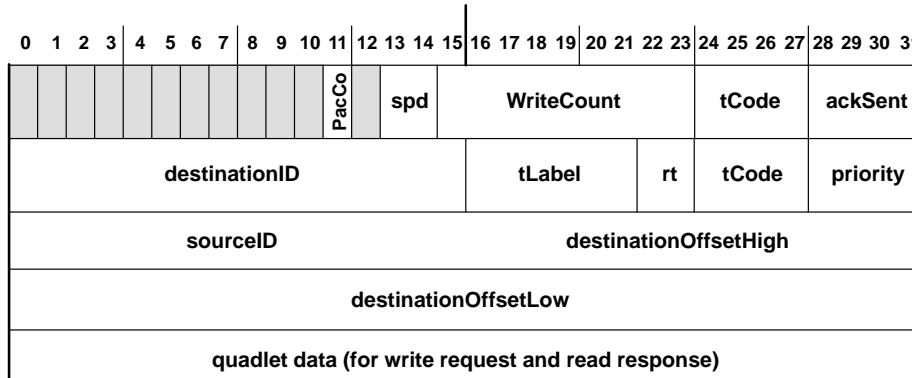 0 1 2 3 4 5 6 7 8 9 10 11 12 13 14 15 16 17 18 19 20 21 22 23 24 25 26 27 28 29 30
PacCo spd WriteCount tCode ackSent
destinationID tLabel rt tCode priority
sourceID destinationOffsetHigh
destinationOffsetLow
quadlet data (for write request and read response)